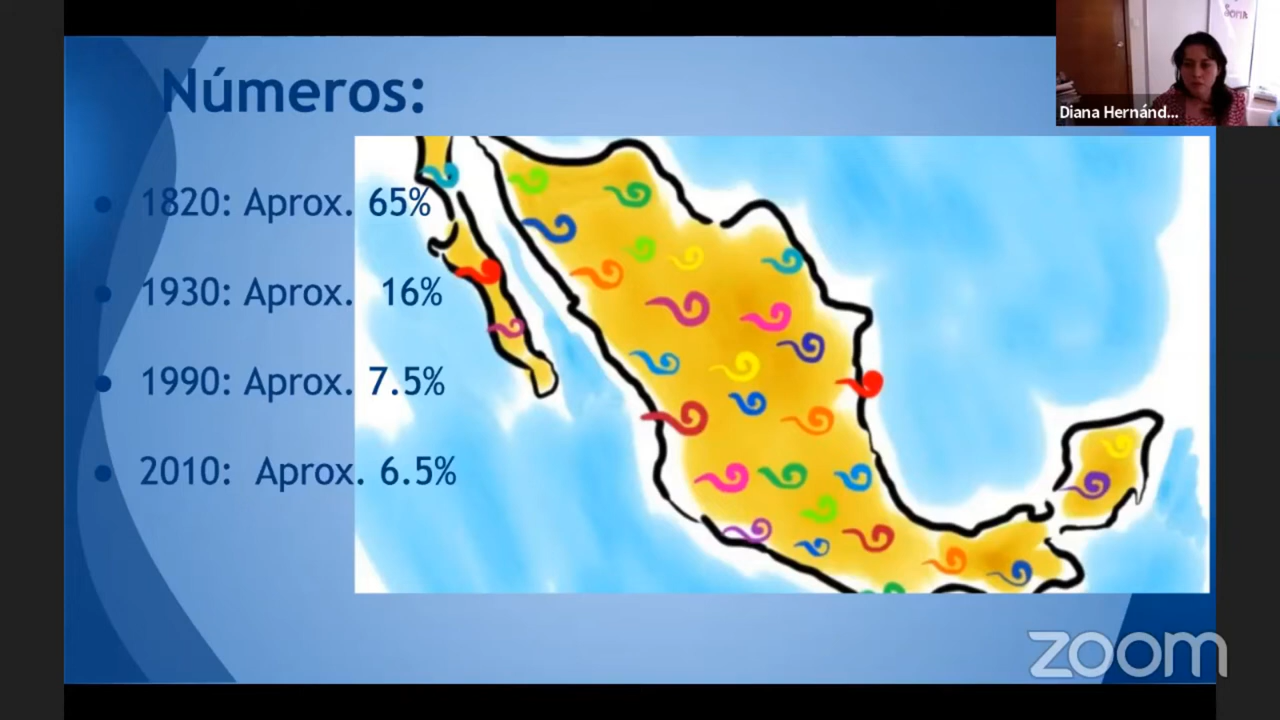 Números:
1820: Aprox. 65%
1930: Aprox. 16%
1990: Aprox. 7.5%
2010: Aprox. 6.5%
Diana Hernánd...
zoom